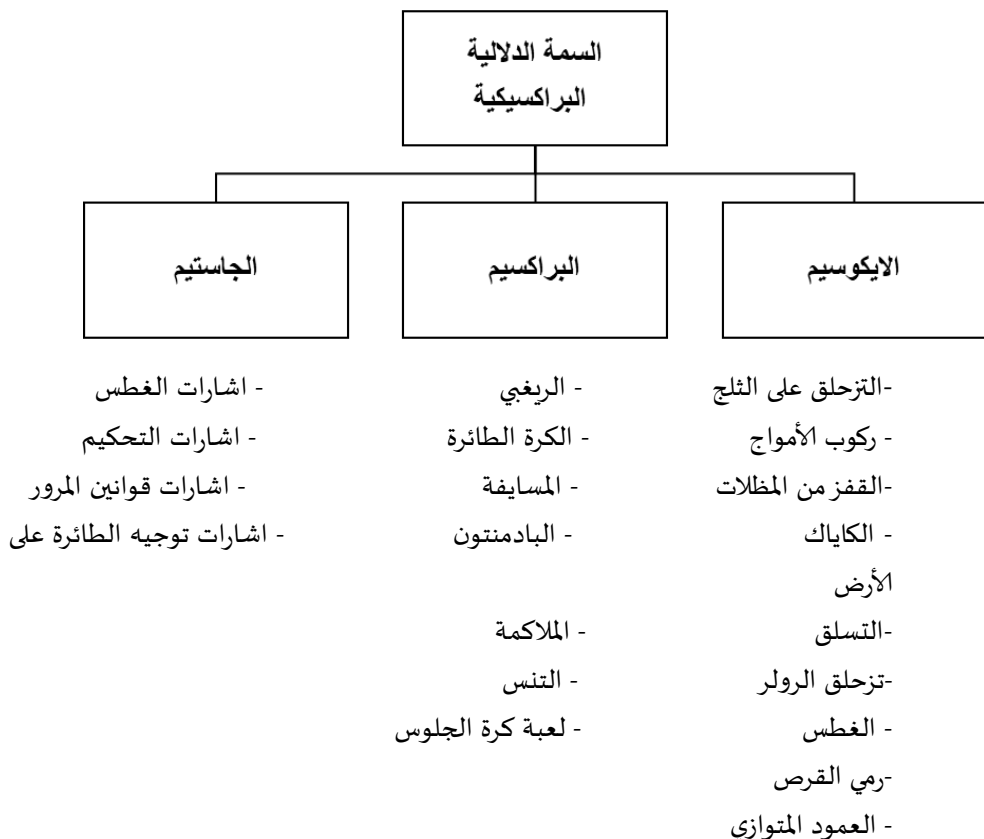 السمة الدلالية
البراكسيكية
الايكوسيم
البراكسيم
الجاستيم
-التزحلق على الثلج - الريغبي - اشارات الغطس
- ركوب الأمواج - الكرة الطائرة - اشارات التحكيم
-القفز من المظلات - المسايفة - اشارات قوانين المرور
- الكاياك - البادمنتون - اشارات توجيه الطائرة على
الأرض
-التسلق - الملاكمة
-تزحلق الرولر - التنس
- الغطس - لعبة كرة الجلوس
-رمي القرص
- العمود المتوازي